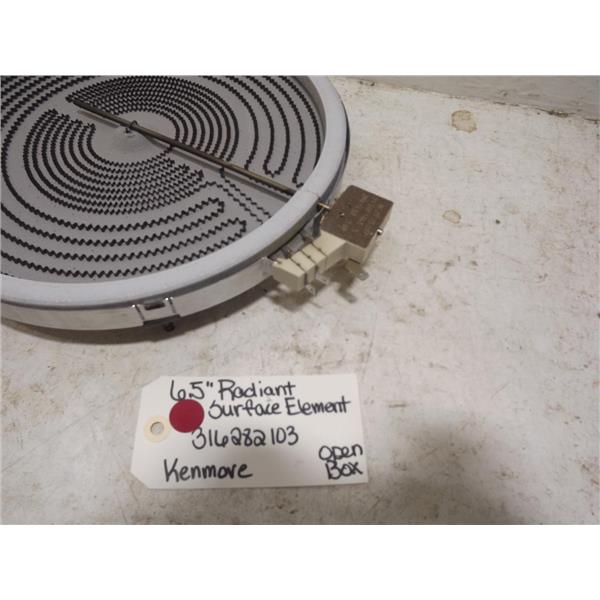 6.5" Radiant
Surface Element
316282103
Kenmore
open
Box